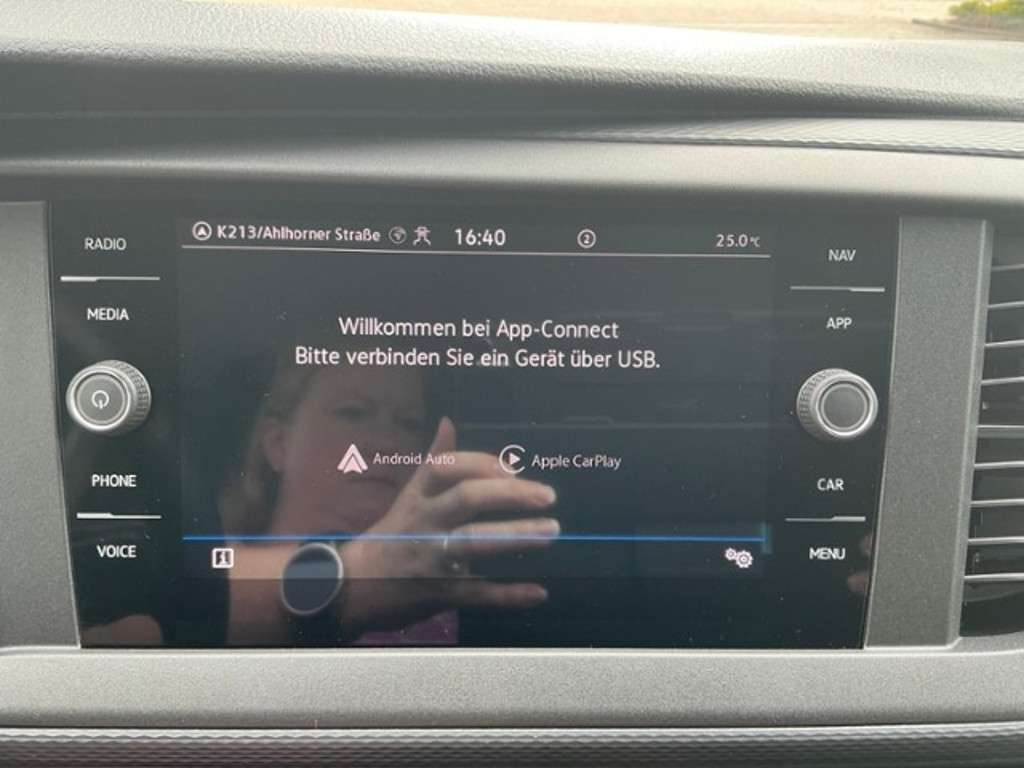 K213/Ahlhorner Straße 16:40 2 25.0°C
RADIO
MEDIA
PHONE
VOICE
Willkommen bei App-Connect
Bitte verbinden Sie ein Gerät über USB.
Android Auto Apple CarPlay
NAV
APP
CAR
MENU